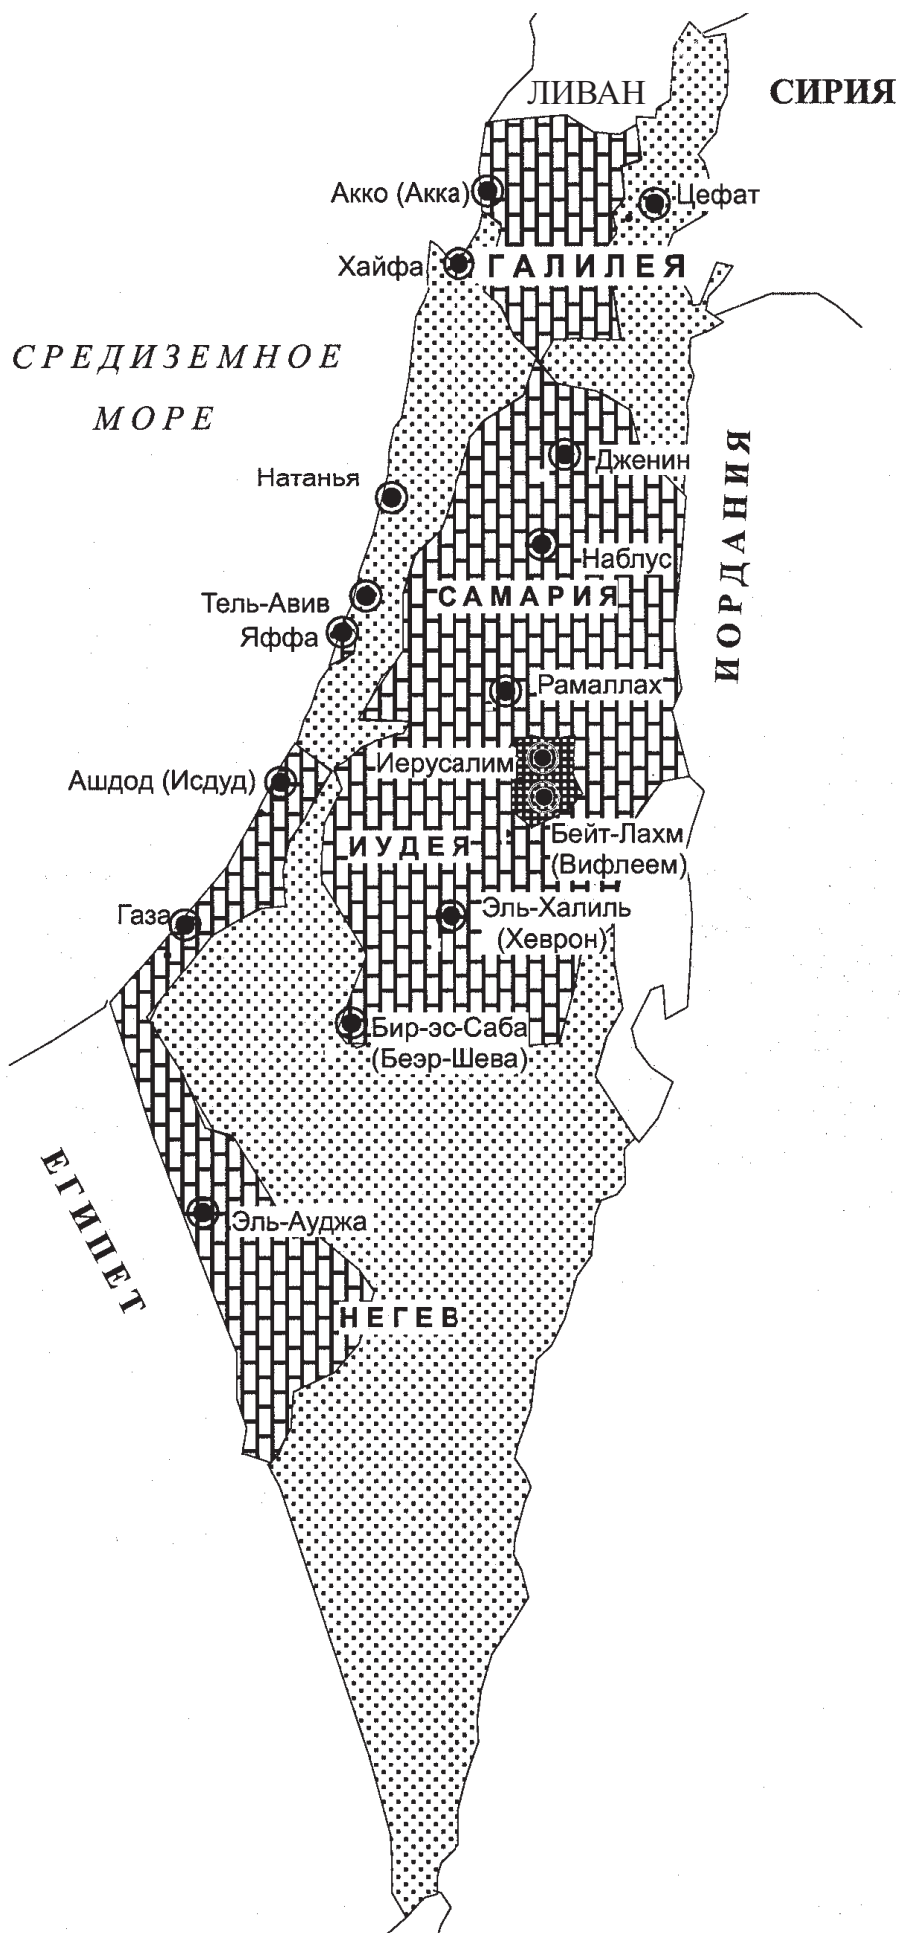 ЛИВАН
СИРИЯ
Акко (Акка)
Цефат
Хайфа
ГАЛИЛЕЯ
СРЕДИЗЕМНОЕ
МОРЕ
ИОРДАНИЯ
Дженин
Натанья
Наблус
САМАРИЯ
Тель-Авив
Яффа
Рамаллах
Иерусалим
Ашдод (Исдуд)
ИУДЕЯ
Бейт-Лахм
(Вифлеем)
Газа
Эль-Халиль
(Хеврон)
Бир-эс-Саба
(Беэр-Шева)
ЕГИПЕТ
Эль-Ауджа
НЕГЕВ